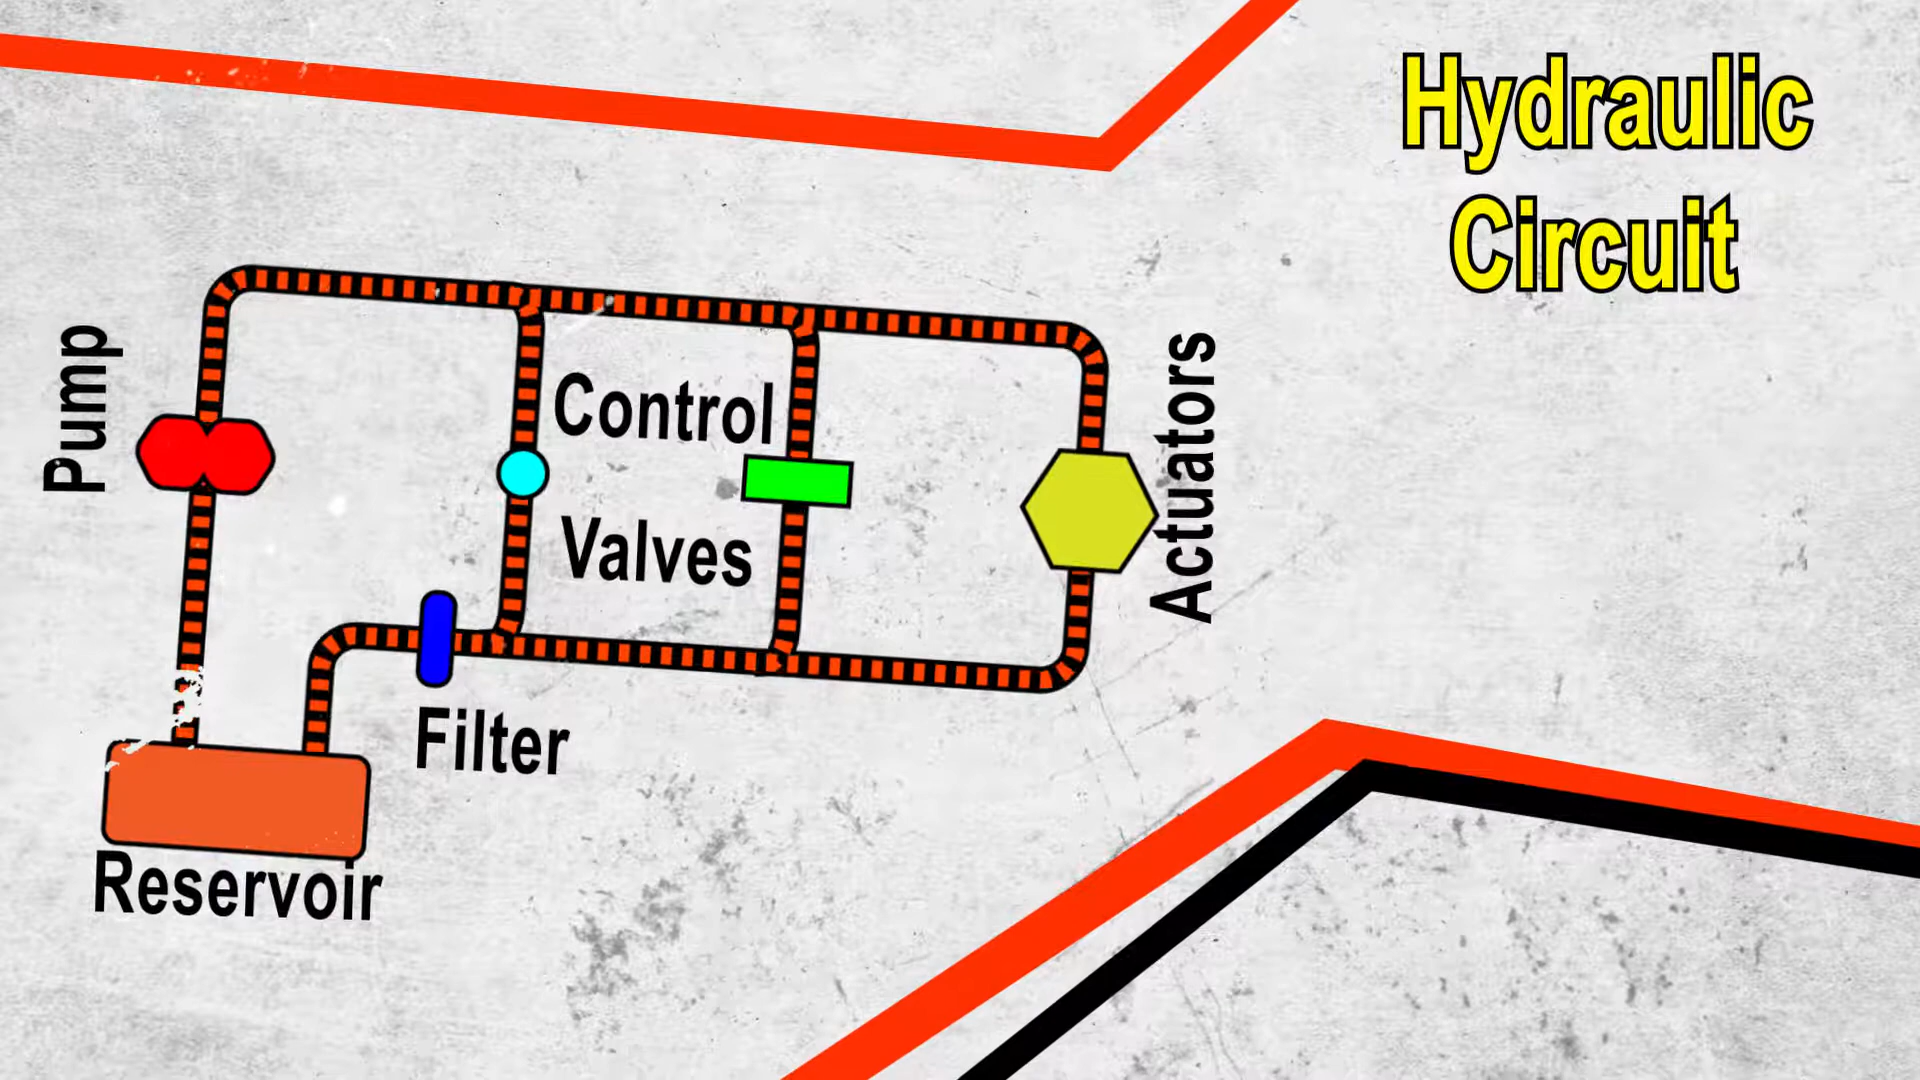 Hydraulic
Circuit
Pump
Control
Valves
Actuators
Filter
Reservoir